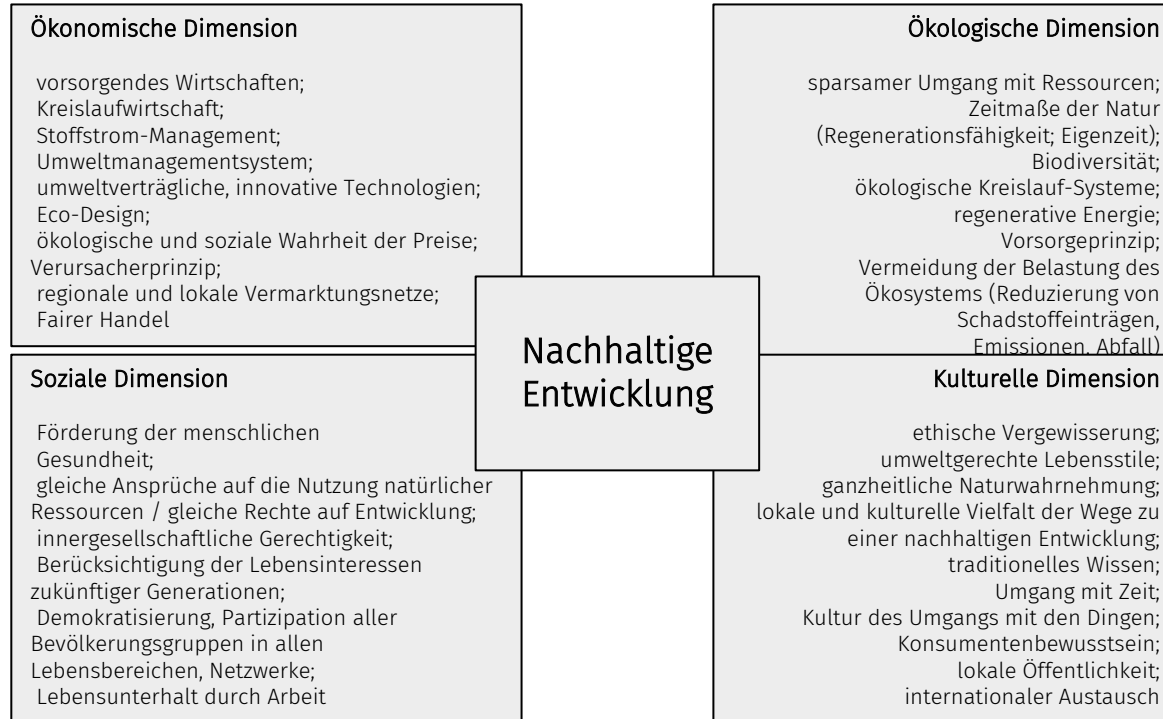 Ökonomische Dimension
vorsorgendes Wirtschaften;
Kreislaufwirtschaft;
Stoffstrom-Management;
Umweltmanagementsystem;
umweltverträgliche, innovative Technologien;
Eco-Design;
ökologische und soziale Wahrheit der Preise;
Verursacherprinzip;
regionale und lokale Vermarktungsnetze;
Fairer Handel
Ökologische Dimension
sparsamer Umgang mit Ressourcen;
Zeitmaße der Natur
(Regenerationsfähigkeit; Eigenzeit);
Biodiversität;
ökologische Kreislauf-Systeme;
regenerative Energie;
Vorsorgeprinzip;
Vermeidung der Belastung des
Ökosystems (Reduzierung von
Schadstoffeinträgen,
Emissionen, Abfall)
Nachhaltige
Entwicklung
Soziale Dimension
Förderung der menschlichen
Gesundheit;
gleiche Ansprüche auf die Nutzung natürlicher
Ressourcen / gleiche Rechte auf Entwicklung;
innergesellschaftliche Gerechtigkeit;
Berücksichtigung der Lebensinteressen
zukünftiger Generationen;
Demokratisierung, Partizipation aller
Bevölkerungsgruppen in allen
Lebensbereichen, Netzwerke;
Lebensunterhalt durch Arbeit
Kulturelle Dimension
ethische Vergewisserung;
umweltgerechte Lebensstile;
ganzheitliche Naturwahrnehmung;
lokale und kulturelle Vielfalt der Wege zu
einer nachhaltigen Entwicklung;
traditionelles Wissen;
Umgang mit Zeit;
Kultur des Umgangs mit den Dingen;
Konsumentenbewusstsein;
lokale Öffentlichkeit;
internationaler Austausch